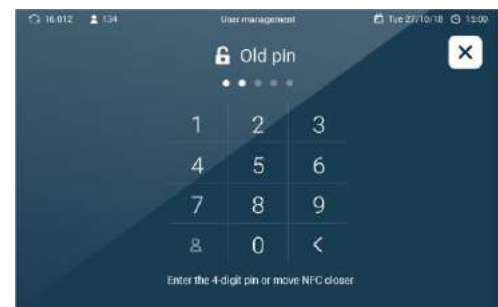 16.012 134 User management Tue 27/10/18 13:00
Old pin
1 2 3
4 5 6
7 8 9
0 <
Enter the 4-digit pin or move NFC closer